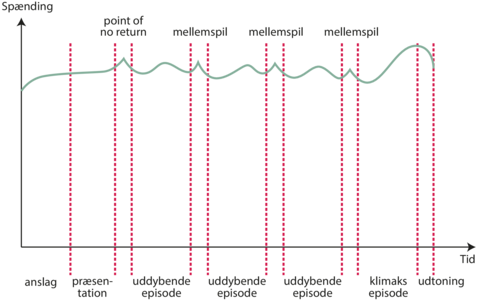 Spænding
point of
no return
mellemspil
mellemspil
mellemspil
Tid
anslag
præsen-
tation
uddybende
episode
uddybende
episode
uddybende
episode
klimaks
episode
udtoning